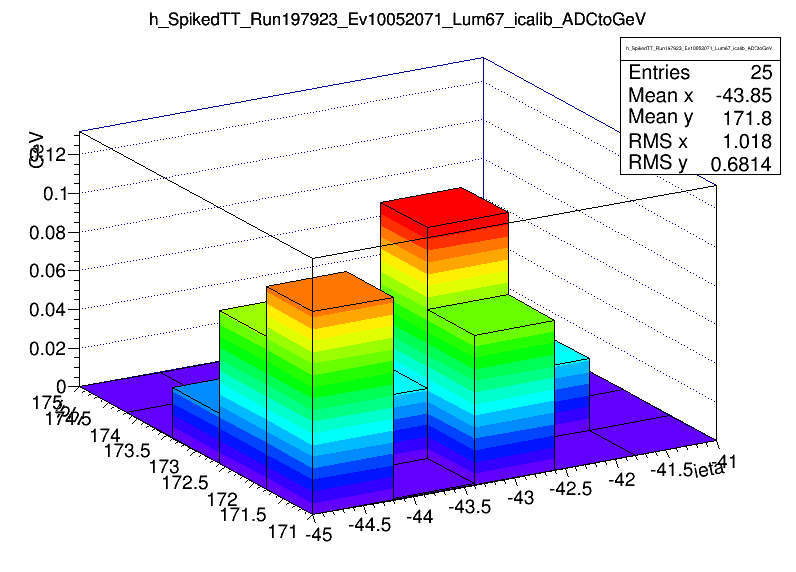 h_SpikedTT_Run197923_Ev10052071_Lum67_icalib_ADCtoGeV
h_SpikedTT_Run197923_Ev10052071_Lum67_icalib_ADCtoGeV
Entries 25
Mean x -43.85
Mean y 171.8
RMS x 1.018
RMS y 0.6814
GeV
0.12
0.1
0.08
0.06
0.04
0.02
0
175
174.5
174
173.5
173
172.5
172
171.5
171
-45
-44.5
-44
-43.5
-43
-42.5
-42
-41.5
-41
ieta